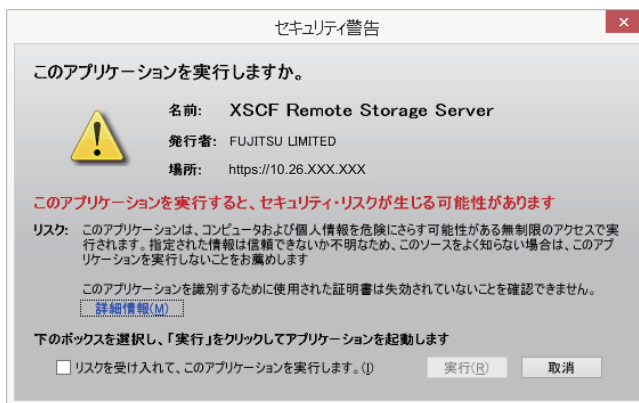 セキュリティ警告
×
このアプリケーションを実行しますか。
名前: XSCF Remote Storage Server
発行者: FUJITSU LIMITED
場所: https://10.26.XXX.XXX
このアプリケーションを実行すると、セキュリティ・リスクが生じる可能性があります
リスク: このアプリケーションは、コンピュータおよび個人情報を危険にさらす可能性がある無制限のアクセスで実
行されます。指定された情報は信頼できないか不明なため、このソースをよく知らない場合は、このアプ
リケーションを実行しないことをお薦めします
このアプリケーションを識別するために使用された証明書は失効されていないことを確認できません。
詳細情報(M)
下のボックスを選択し、「実行」をクリックしてアプリケーションを起動します
リスクを受け入れて、このアプリケーションを実行します。(I) 実行(R) 取消